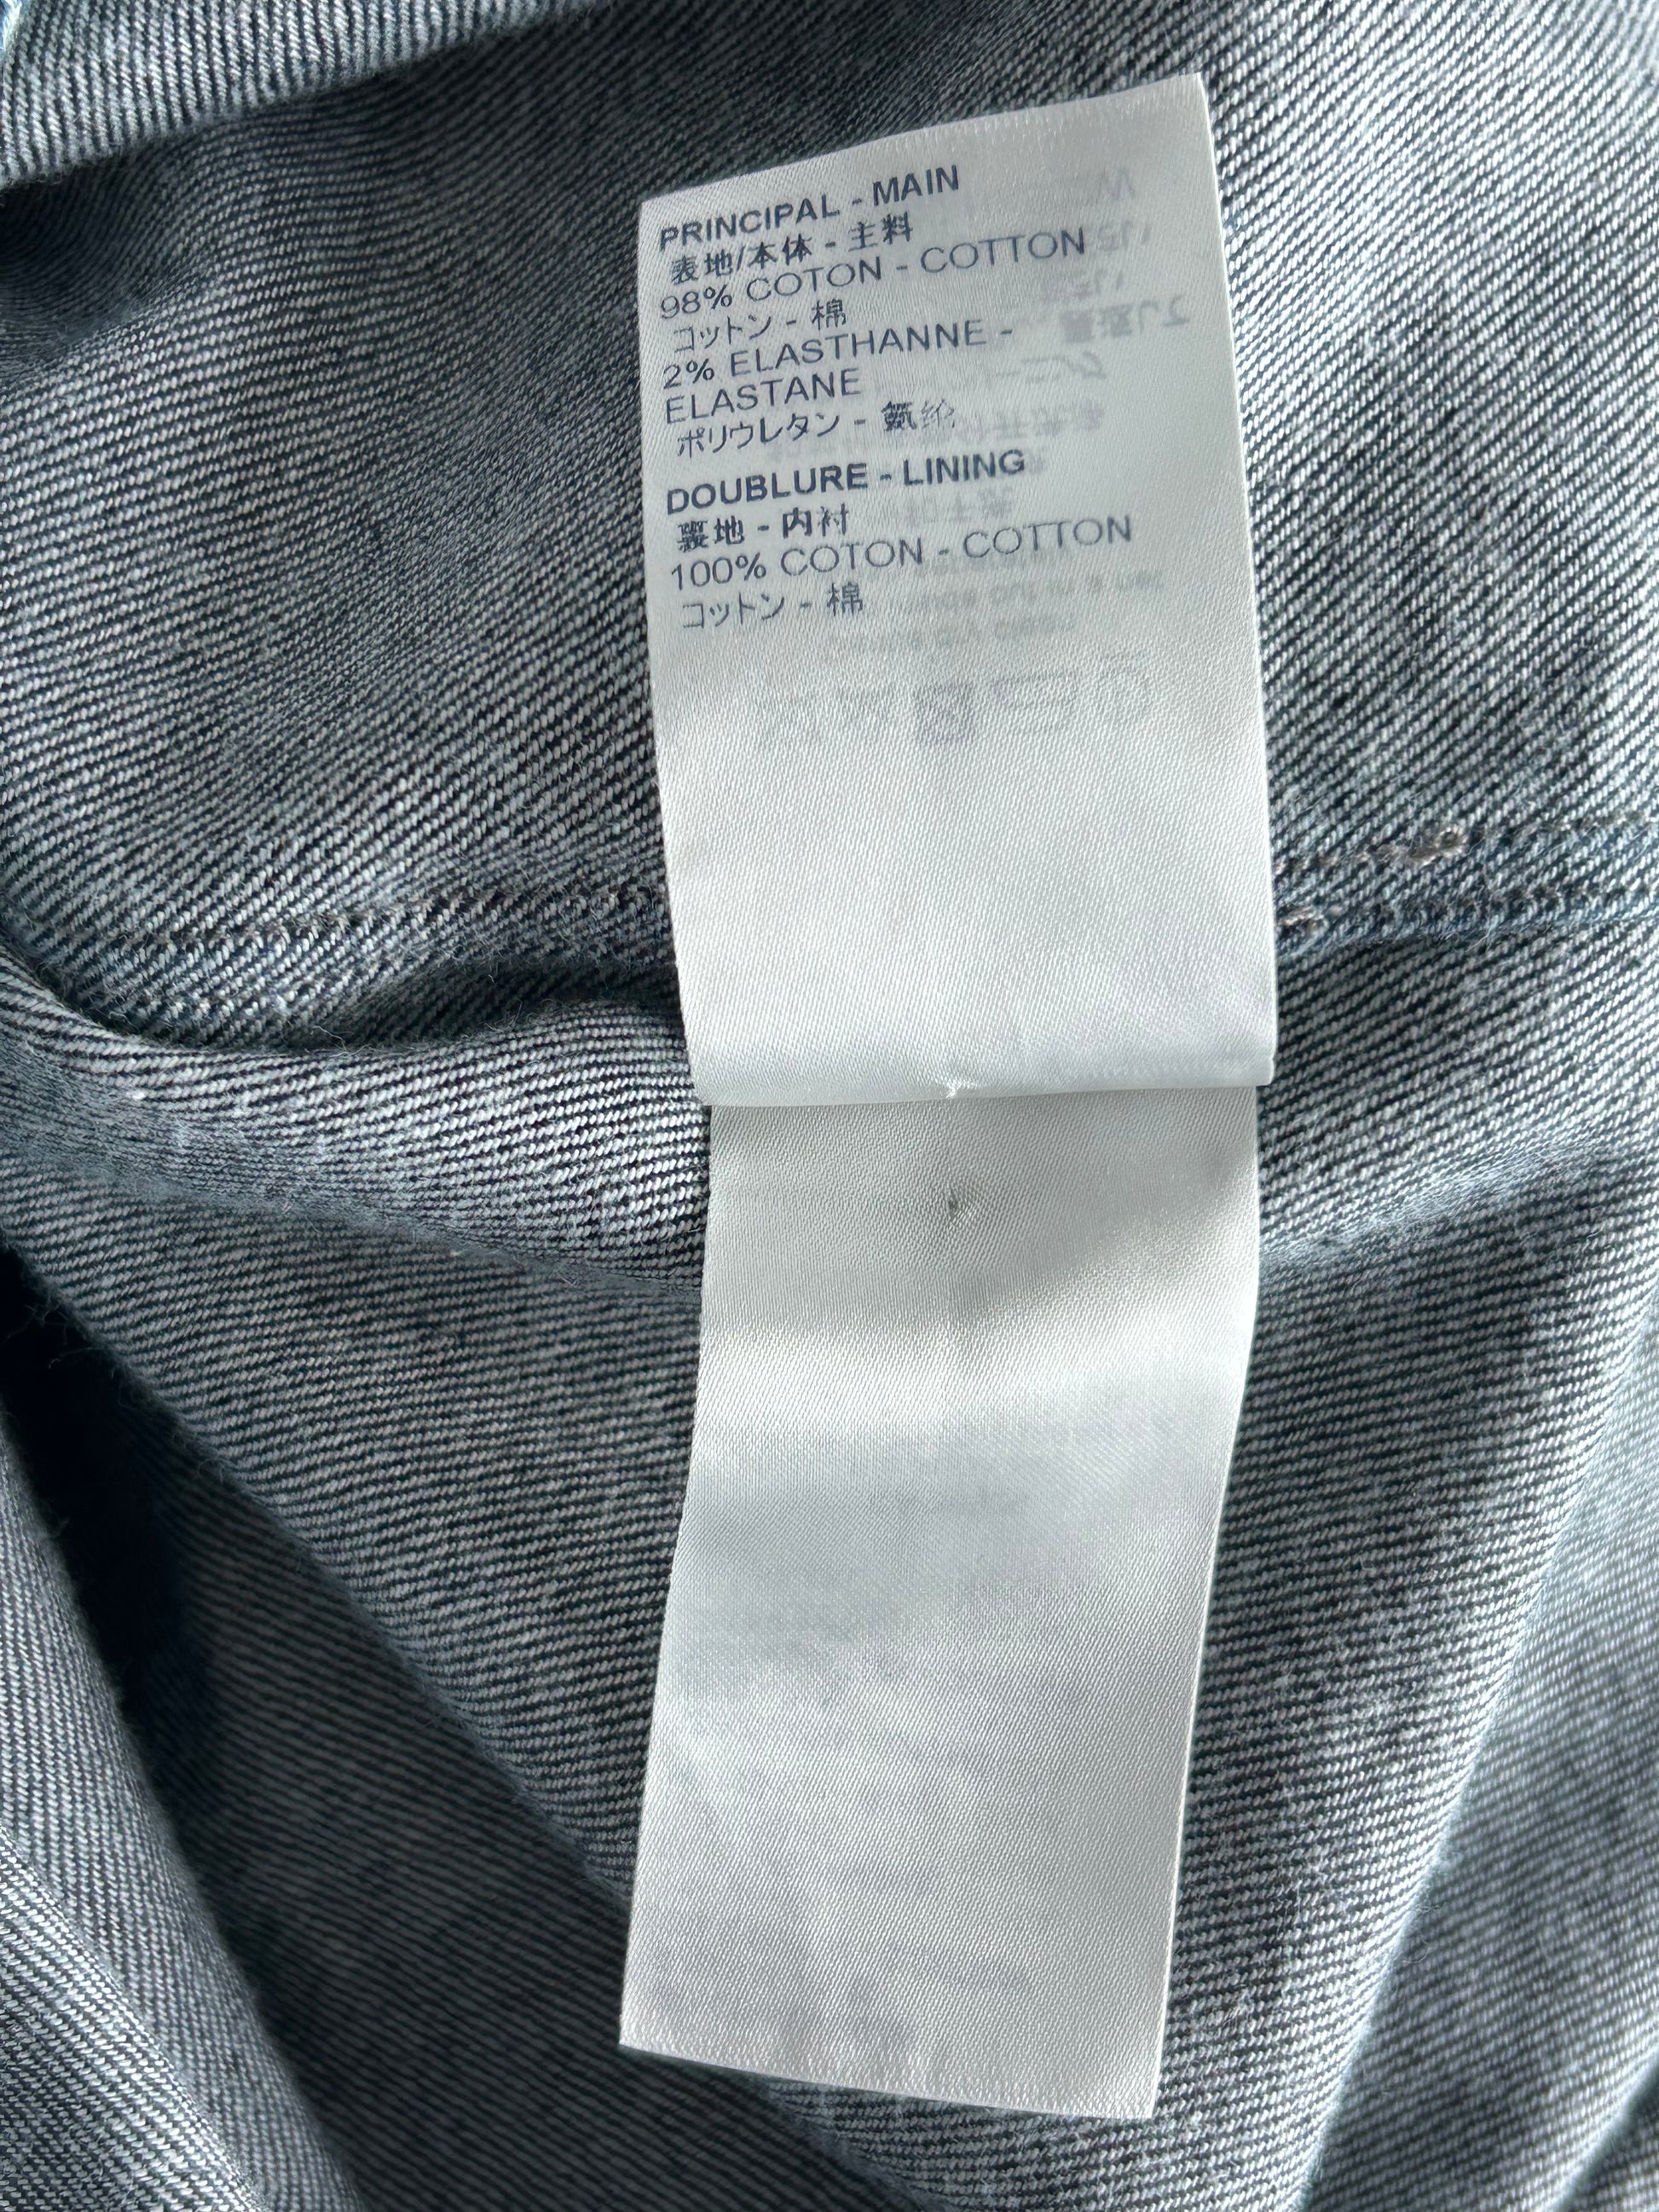 PRINCIPAL - MAIN
表地/本体 - 主料
98% COTON - COTTON
コットン - 棉
2% ELASTHANNE -
ELASTANE
ポリウレタン - 氨纶
DOUBLURE - LINING
裏地 - 内衬
100% COTON - COTTON
コットン - 棉